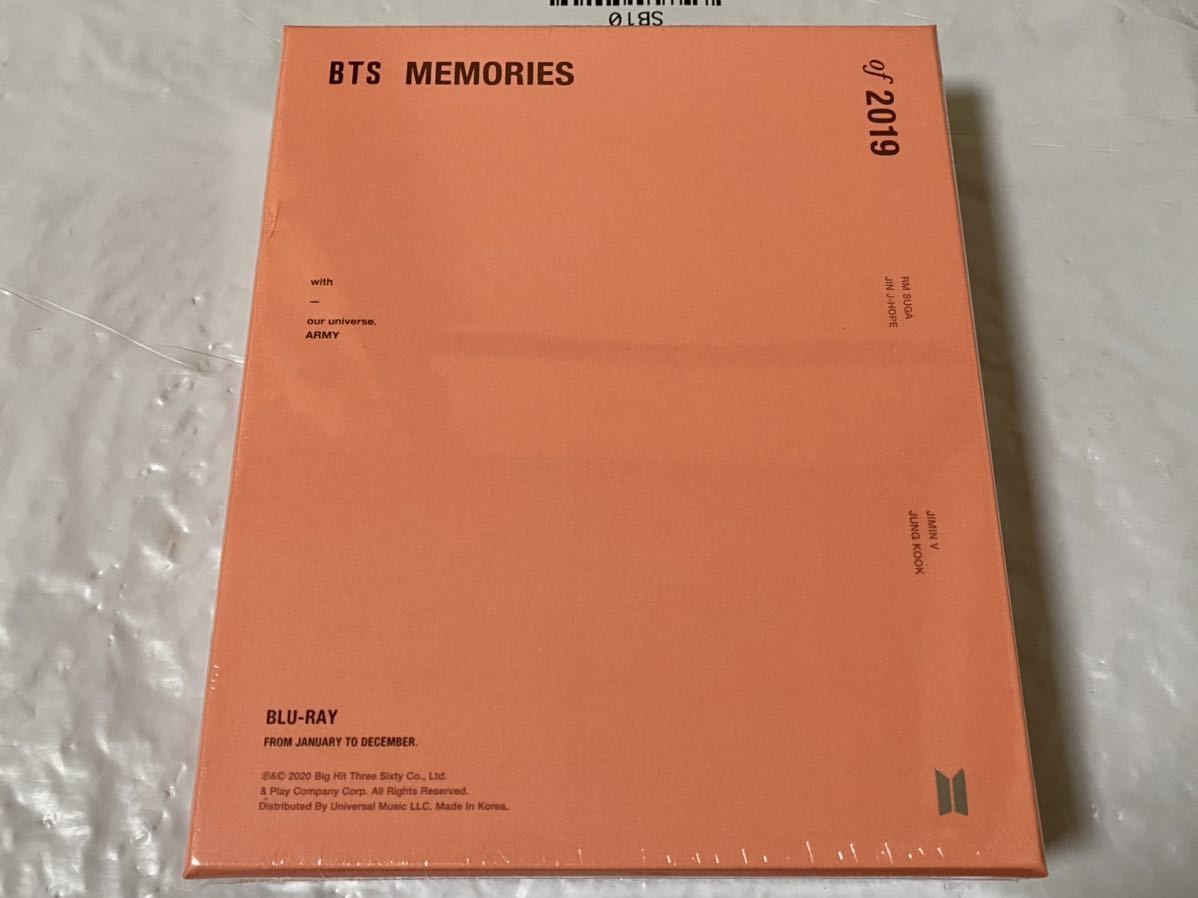 SB10
BTS MEMORIES
of 2019
with
—
our universe.
ARMY
RM SUGA
JIN J-HOPE
JIMIN V
JUNG KOOK
BLU-RAY
FROM JANUARY TO DECEMBER.
℗&© 2020 Big Hit Three Sixty Co., Ltd.
& Play Company Corp. All Rights Reserved.
Distributed By Universal Music LLC. Made In Korea.